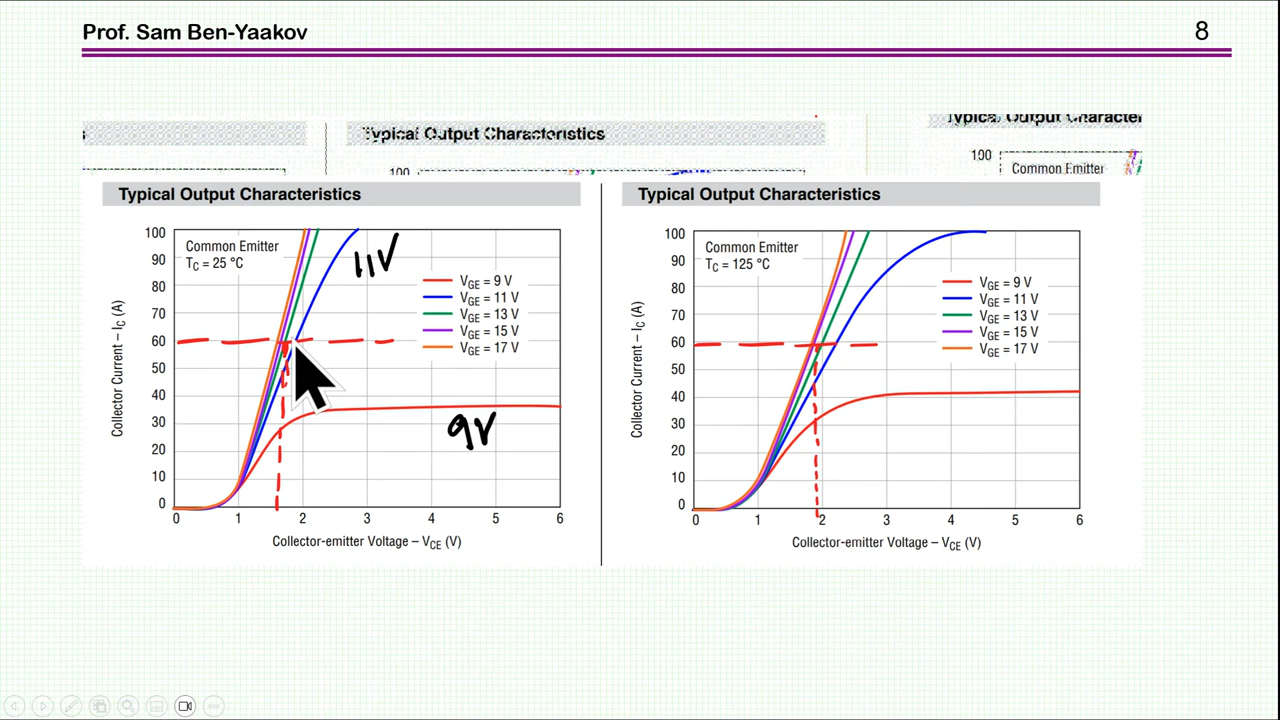 Prof. Sam Ben-Yaakov
8
Typical Output Characteristics
Typical Output Character
100
190
Common Emitter
Typical Output Characteristics
100
90
80
70
60
50
40
30
20
10
0
Collector Current – IC (A)
Common Emitter
TC = 25 °C
11V
VGE = 9 V
VGE = 11 V
VGE = 13 V
VGE = 15 V
VGE = 17 V
9V
0 1 2 3 4 5 6
Collector-emitter Voltage – VCE (V)
Typical Output Characteristics
100
90
80
70
60
50
40
30
20
10
0
Collector Current – IC (A)
Common Emitter
TC = 125 °C
VGE = 9 V
VGE = 11 V
VGE = 13 V
VGE = 15 V
VGE = 17 V
0 1 2 3 4 5 6
Collector-emitter Voltage – VCE (V)